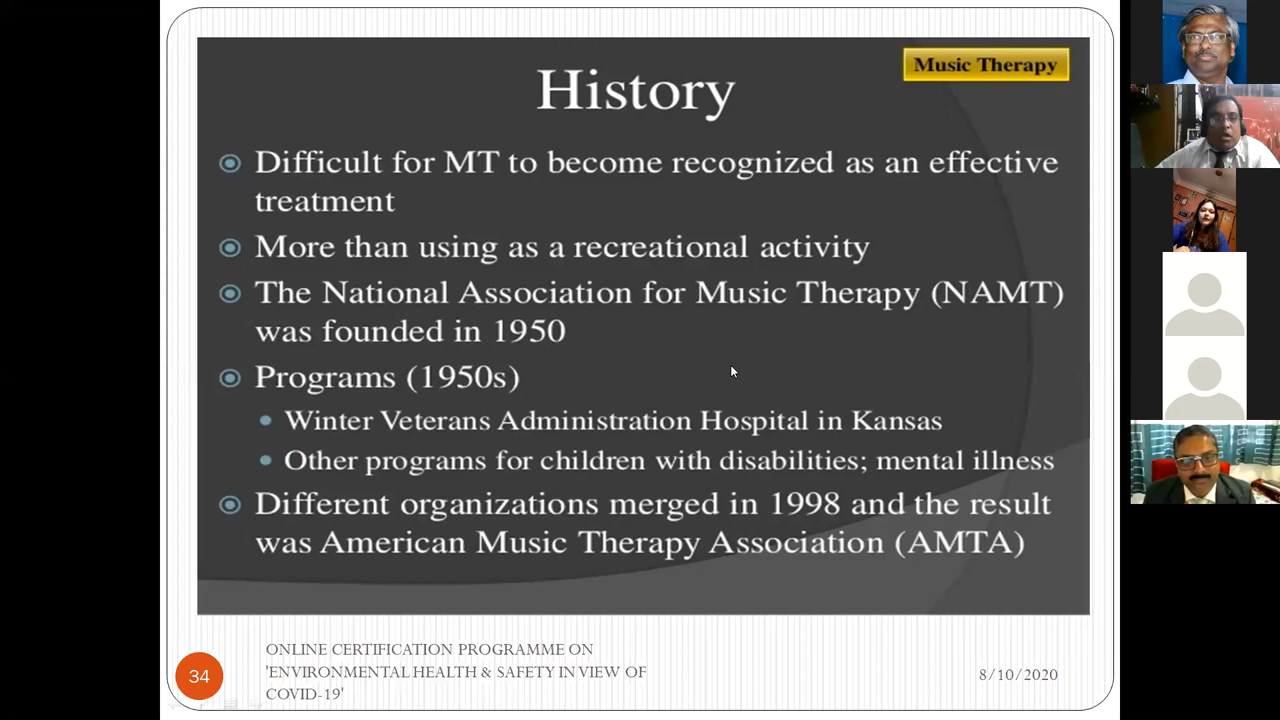 Music Therapy
History
Difficult for MT to become recognized as an effective
treatment
More than using as a recreational activity
The National Association for Music Therapy (NAMT)
was founded in 1950
Programs (1950s)
Winter Veterans Administration Hospital in Kansas
Other programs for children with disabilities; mental illness
Different organizations merged in 1998 and the result
was American Music Therapy Association (AMTA)
34
ONLINE CERTIFICATION PROGRAMME ON
'ENVIRONMENTAL HEALTH & SAFETY IN VIEW OF
COVID-19'
8/10/2020